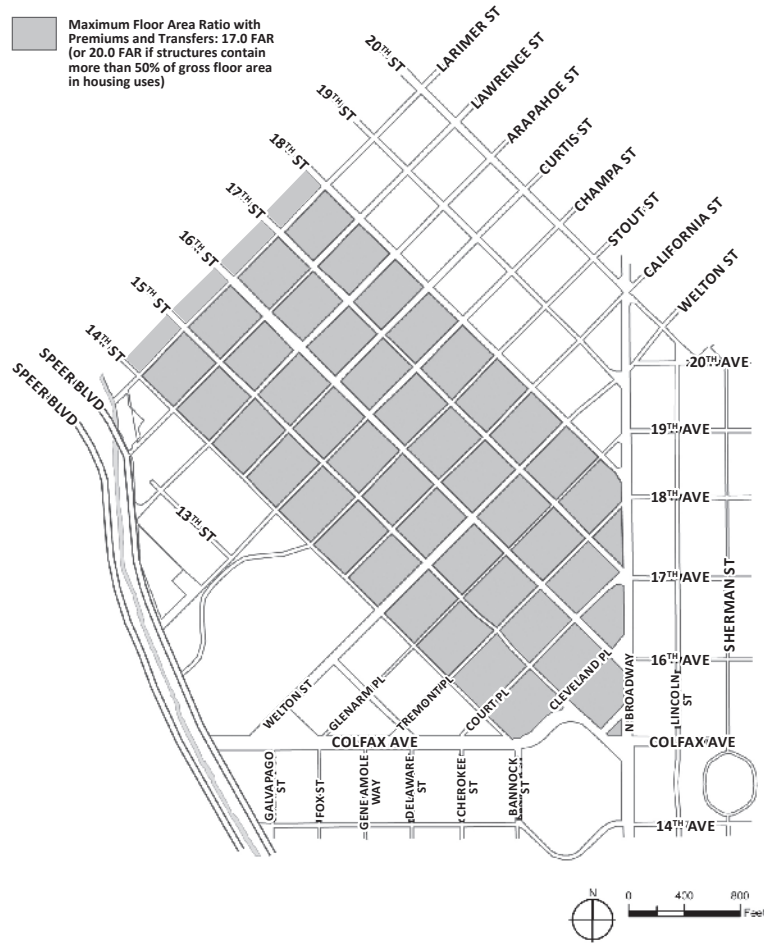 Maximum Floor Area Ratio with
Premiums and Transfers: 17.0 FAR
(or 20.0 FAR if structures contain
more than 50% of gross floor area
in housing uses)
LARIMER ST
20TH ST
LAWRENCE ST
19TH ST
ARAPAHOE ST
18TH ST
CURTIS ST
17TH ST
CHAMPA ST
16TH ST
STOUT ST
15TH ST
CALIFORNIA ST
14TH ST
WELTON ST
SPEER BLVD
SPEER BLVD
20TH AVE
19TH AVE
18TH AVE
13TH ST
17TH AVE
SHERMAN ST
16TH AVE
CLEVELAND PL
N BROADWAY
LINCOLN
ST
WELTON ST
GLENARM PL
TREMONT PL
COURT PL
COLFAX AVE
COLFAX AVE
GALVAPAGO
ST
FOX ST
GENE AMOLE
WAY
DELAWARE
ST
CHEROKEE
ST
BANNOCK
ST
14TH AVE
N
0 400 800
Feet